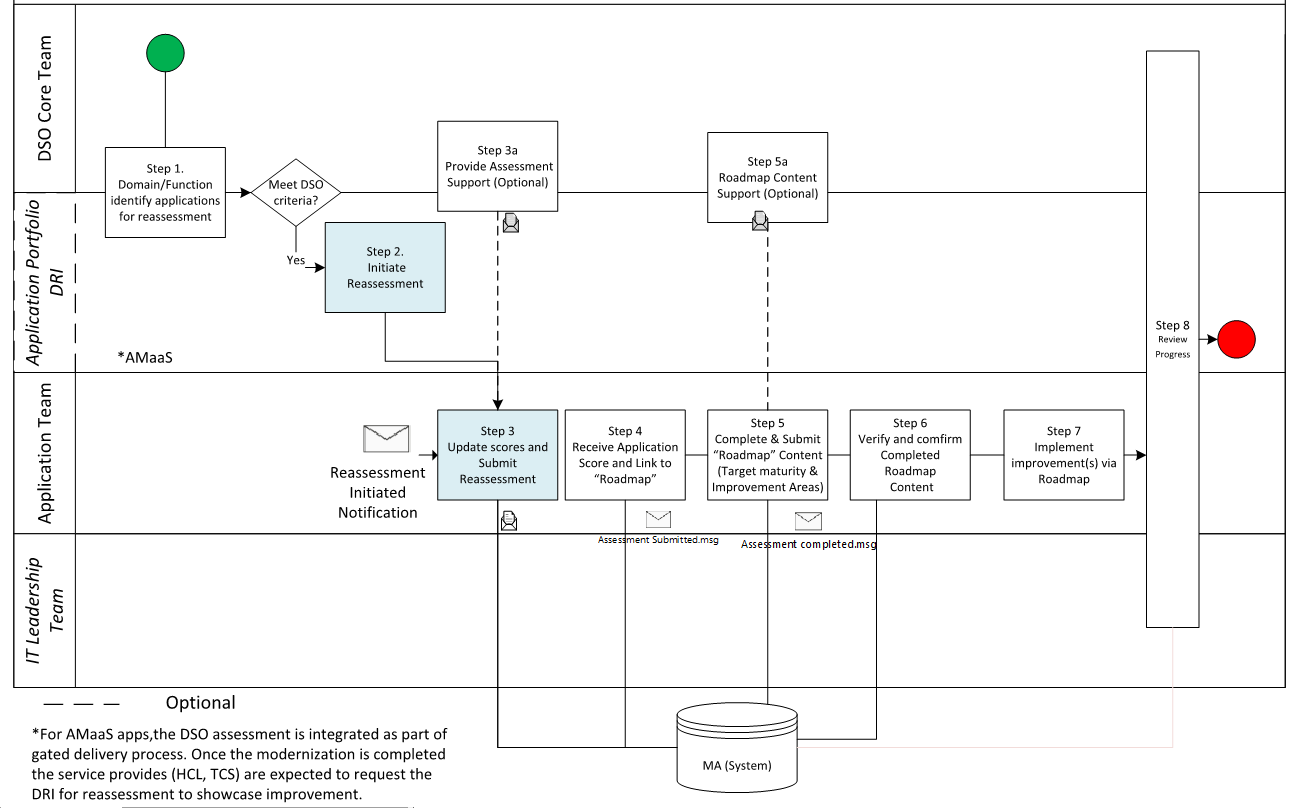 DSO Core Team
Step 1.
Domain/Function
identify applications
for reassessment
Meet DSO
criteria?
Step 3a
Provide Assessment
Support (Optional)
Step 5a
Roadmap Content
Support (Optional)
Application Portfolio
DRI
Yes
Step 2.
Initiate
Reassessment
*AMaaS
Step 8
Review
Progress
Application Team
Reassessment
Initiated
Notification
Step 3
Update scores and
Submit
Reassessment
Step 4
Receive Application
Score and Link to
“Roadmap”
Step 5
Complete & Submit
“Roadmap” Content
(Target maturity &
Improvement Areas)
Step 6
Verify and comfirm
Completed
Roadmap
Content
Step 7
Implement
improvement(s) via
Roadmap
Assessment Submitted.msg
Assessment completed.msg
IT Leadership
Team
Optional
*For AMaaS apps,the DSO assessment is integrated as part of
gated delivery process. Once the modernization is completed
the service provides (HCL, TCS) are expected to request the
DRI for reassessment to showcase improvement.
MA (System)